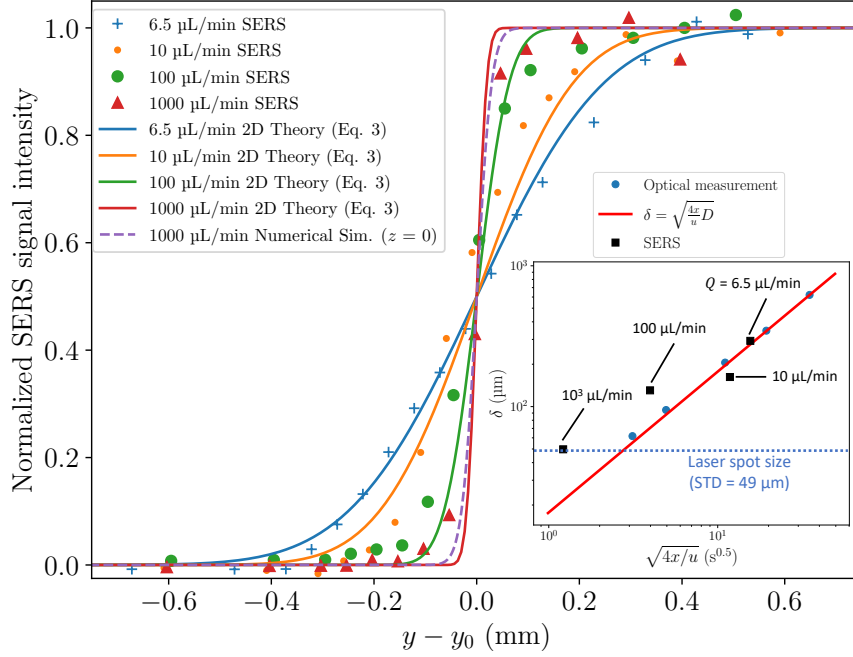 6.5 µL/min SERS
10 µL/min SERS
100 µL/min SERS
1000 µL/min SERS
6.5 µL/min 2D Theory (Eq. 3)
10 µL/min 2D Theory (Eq. 3)
100 µL/min 2D Theory (Eq. 3)
1000 µL/min 2D Theory (Eq. 3)
1000 µL/min Numerical Sim. (z = 0)
Normalized SERS signal intensity
1.0
0.8
0.6
0.4
0.2
0.0
−0.6
−0.4
−0.2
0.0
0.2
0.4
0.6
y − y₀ (mm)
Optical measurement
δ = √(4x/u) D
SERS
10³
10²
δ (µm)
Q = 6.5 µL/min
100 µL/min
10 µL/min
10³ µL/min
Laser spot size
(STD = 49 µm)
10⁰
10¹
√4x/u (s⁰·⁵)